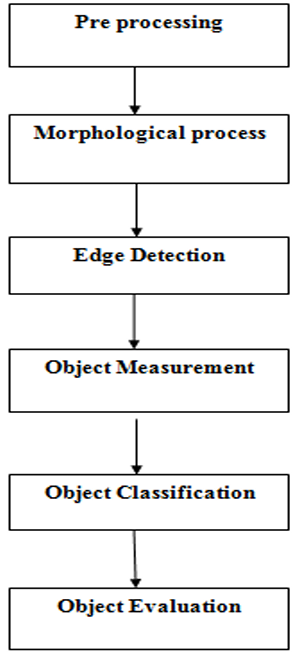 Pre processing
Morphological process
Edge Detection
Object Measurement
Object Classification
Object Evaluation